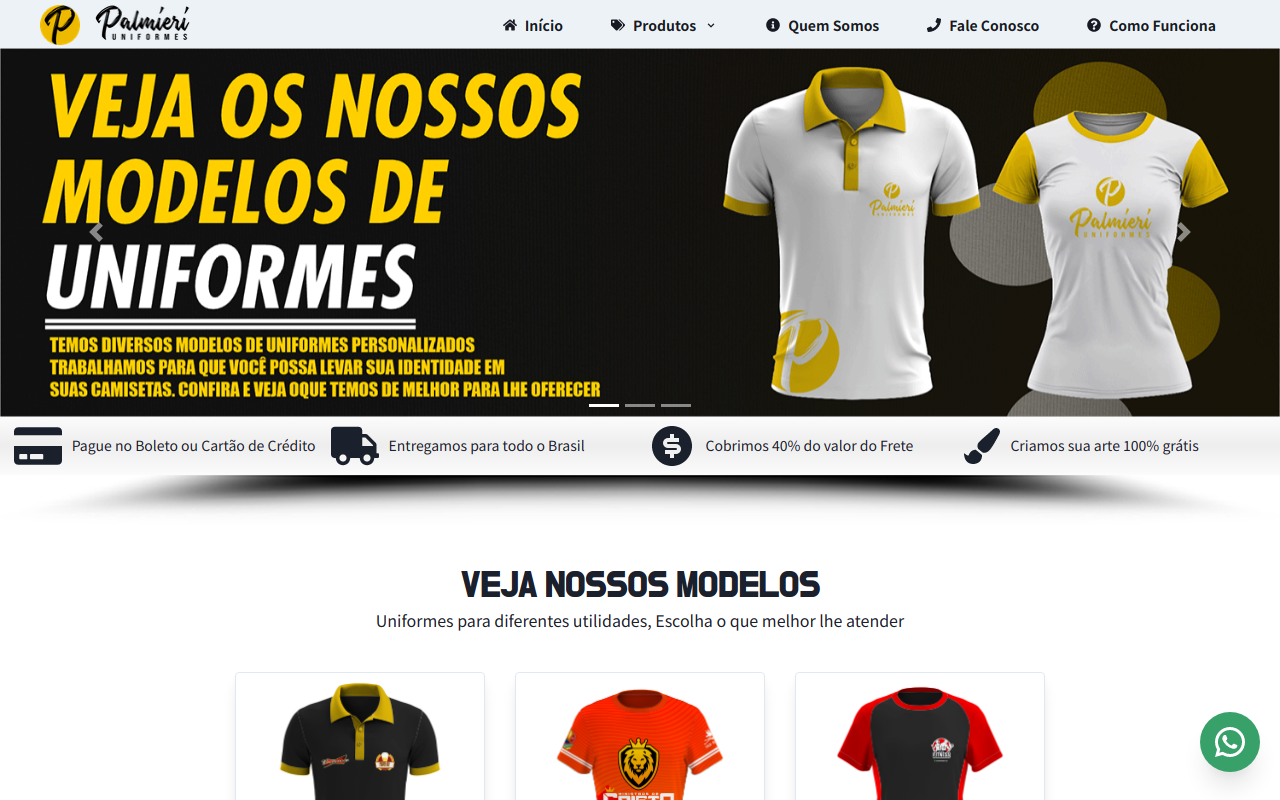 Palmieri
UNIFORMES
Início
Produtos
Quem Somos
Fale Conosco
Como Funciona
VEJA OS NOSSOS
MODELOS DE
UNIFORMES
TEMOS DIVERSOS MODELOS DE UNIFORMES PERSONALIZADOS
TRABALHAMOS PARA QUE VOCÊ POSSA LEVAR SUA IDENTIDADE EM
SUAS CAMISETAS. CONFIRA E VEJA OQUE TEMOS DE MELHOR PARA LHE OFERECER
Palmieri
UNIFORMES
Palmieri
UNIFORMES
Pague no Boleto ou Cartão de Crédito
Entregamos para todo o Brasil
Cobrimos 40% do valor do Frete
Criamos sua arte 100% grátis
VEJA NOSSOS MODELOS
Uniformes para diferentes utilidades, Escolha o que melhor lhe atender
MINISTROS DE
CRISTO
FITNESS